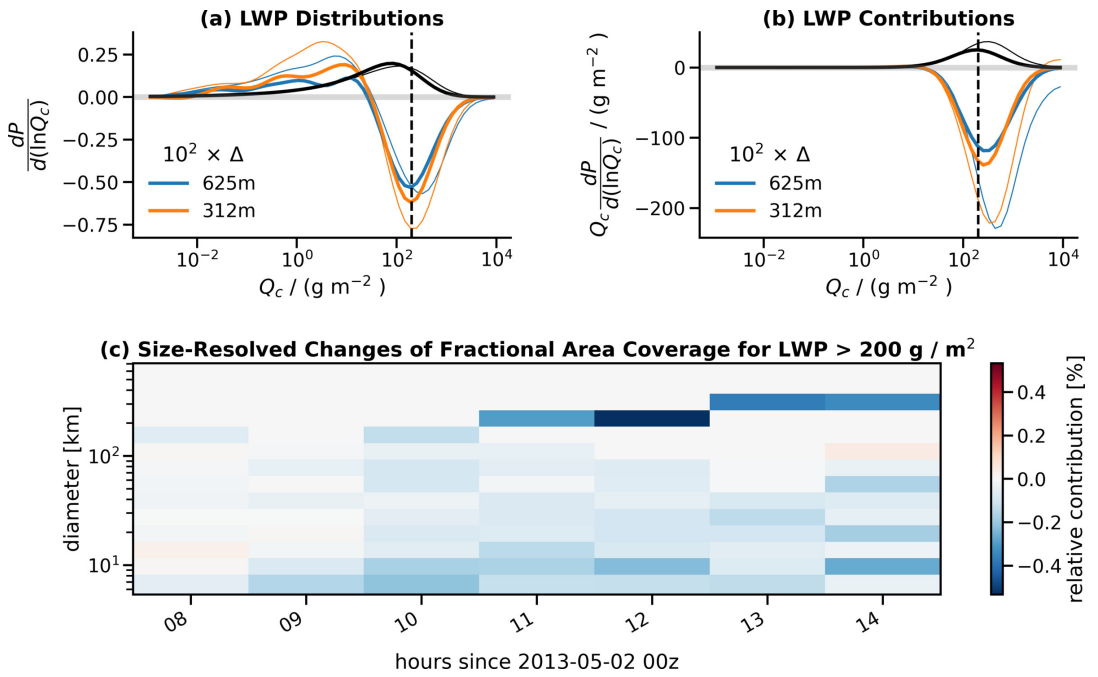 (a) LWP Distributions
0.25
0.00
−0.25
−0.50
−0.75
dP
d(lnQc)
10² × Δ
625m
312m
10⁻² 10⁰ 10² 10⁴
Qc / (g m⁻² )
(b) LWP Contributions
0
−100
−200
Qc dP/d(lnQc) / (g m⁻² )
10² × Δ
625m
312m
10⁻² 10⁰ 10² 10⁴
Qc / (g m⁻² )
(c) Size-Resolved Changes of Fractional Area Coverage for LWP > 200 g / m²
diameter [km]
10²
10¹
08 09 10 11 12 13 14
hours since 2013-05-02 00z
0.4
0.2
0.0
−0.2
−0.4
relative contribution [%]